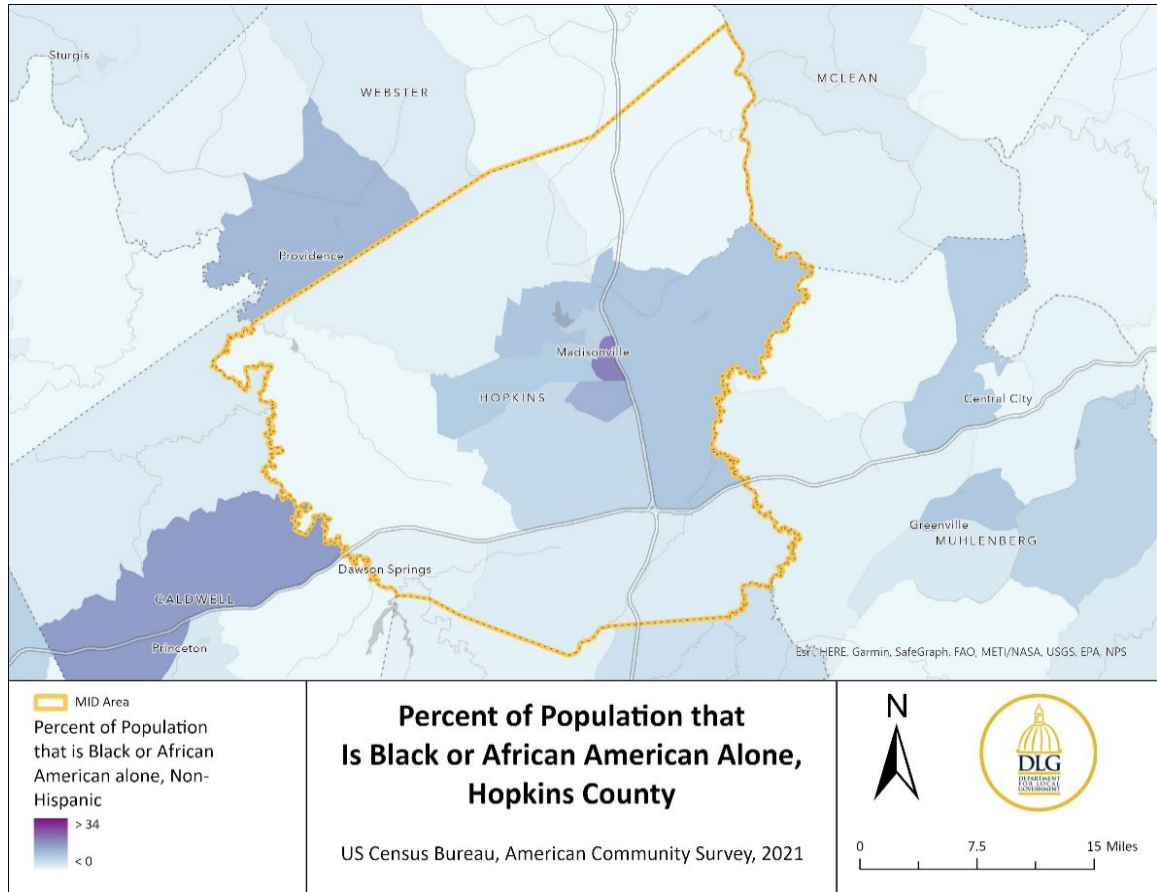 Sturgis
WEBSTER
MCLEAN
Providence
Madisonville
HOPKINS
Central City
Greenville
MUHLENBERG
Dawson Springs
CALDWELL
Princeton
Esri, HERE, Garmin, SafeGraph, FAO, METI/NASA, USGS, EPA, NPS
MID Area
Percent of Population
that is Black or African
American alone, Non-
Hispanic
> 34
< 0
Percent of Population that
Is Black or African American Alone,
Hopkins County
US Census Bureau, American Community Survey, 2021
N
DLG
DEPARTMENT
FOR LOCAL
GOVERNMENT
0 7.5 15 Miles